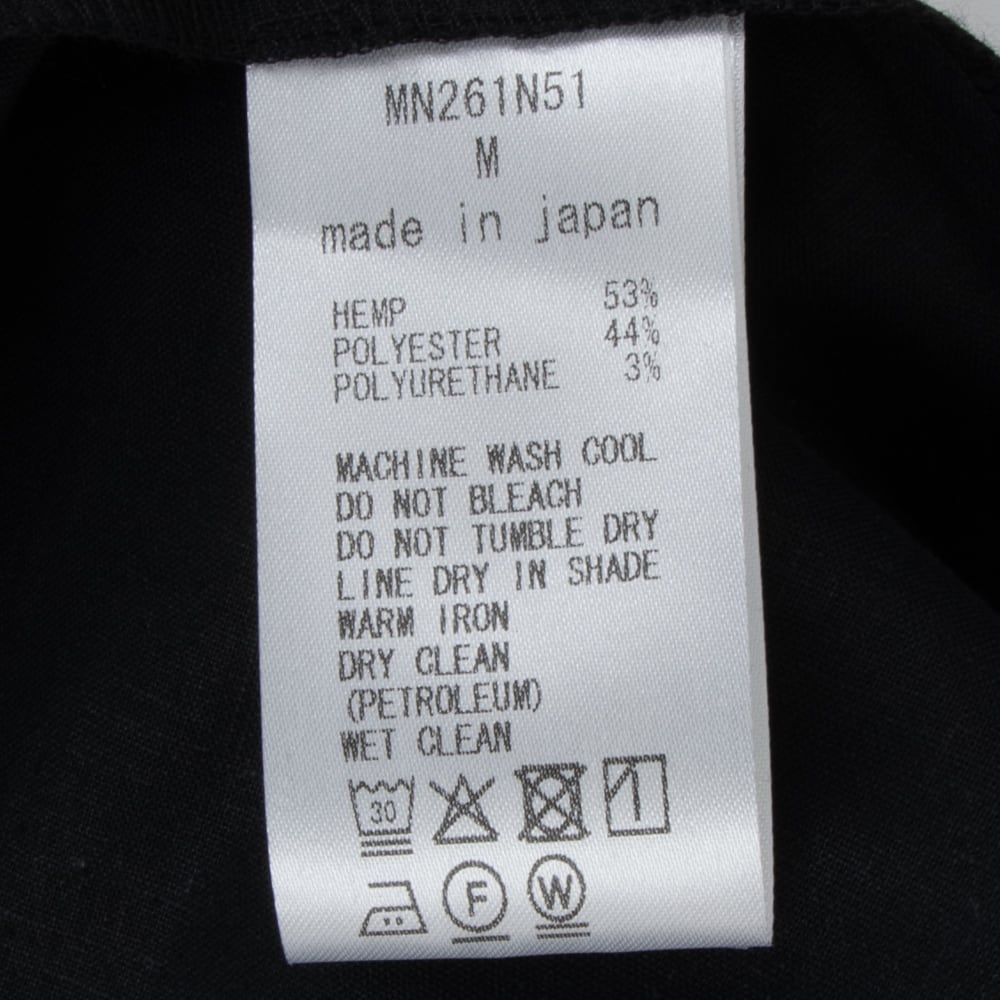 MN261N51
M
made in japan
HEMP 53%
POLYESTER 44%
POLYURETHANE 3%
MACHINE WASH COOL
DO NOT BLEACH
DO NOT TUMBLE DRY
LINE DRY IN SHADE
WARM IRON
DRY CLEAN
(PETROLEUM)
WET CLEAN
30
F W